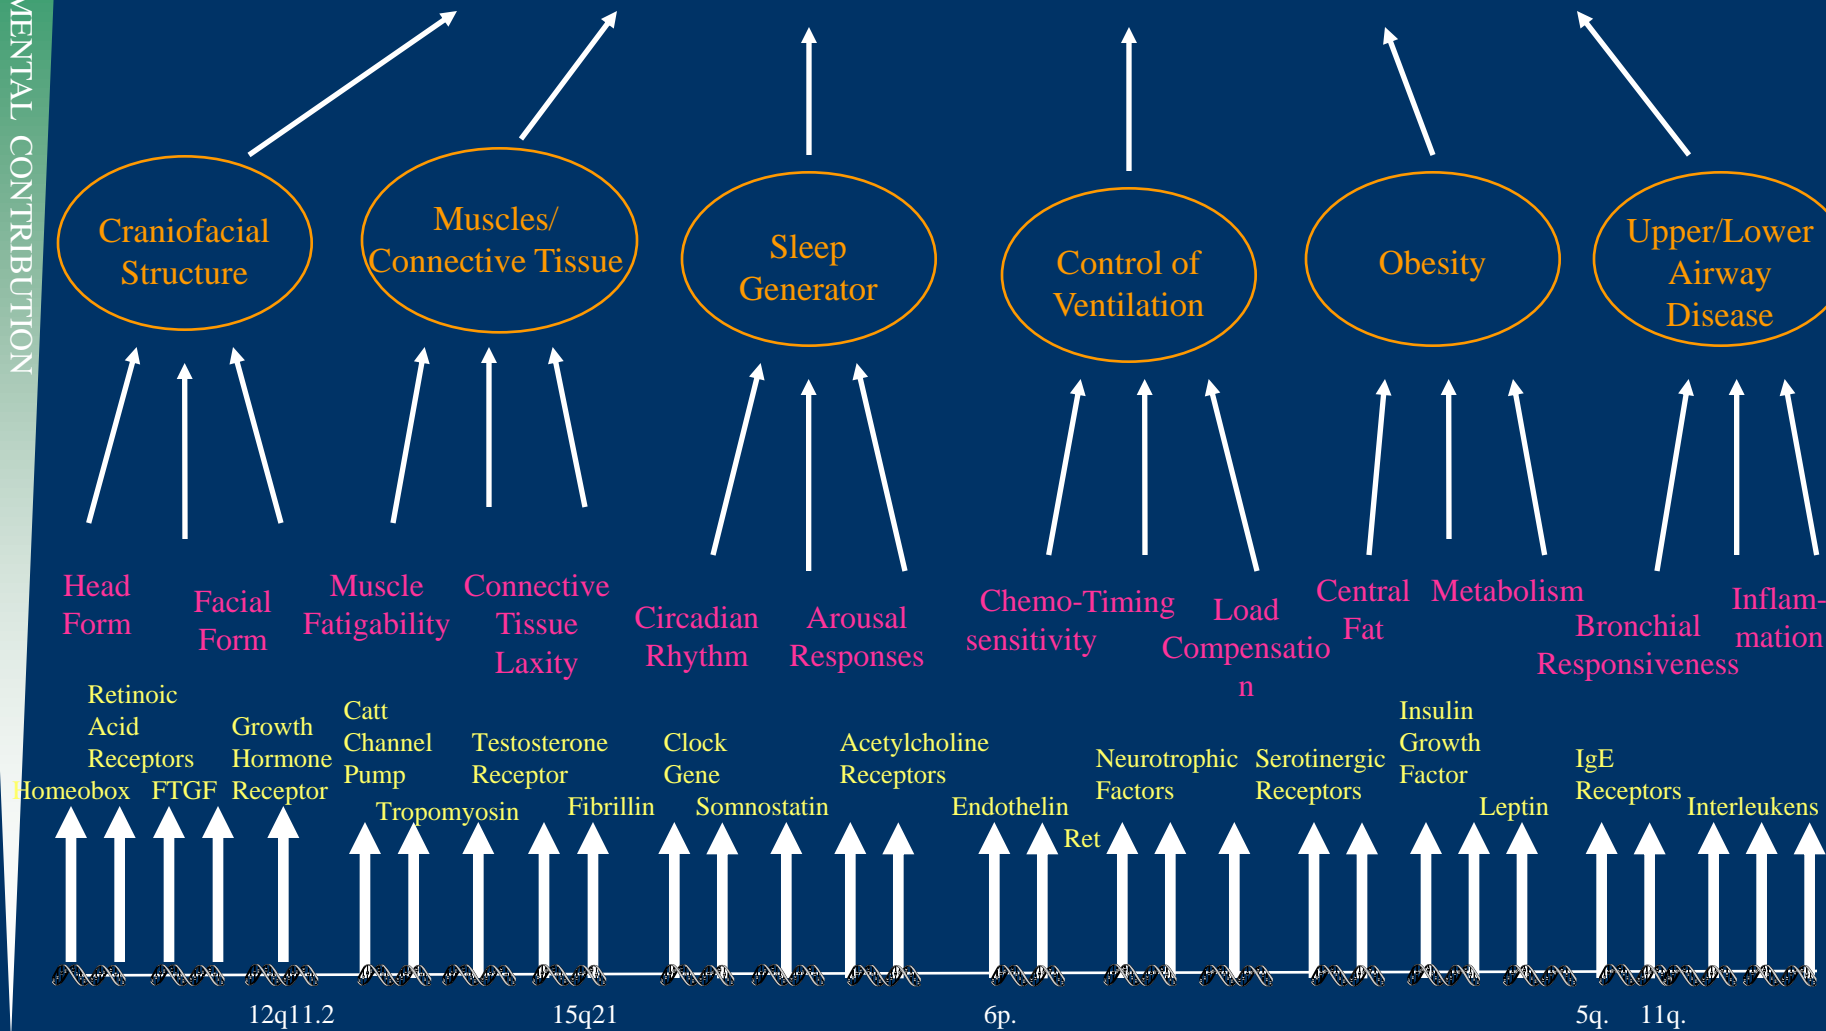 MENTAL CONTRIBUTION
Craniofacial
Structure
Muscles/
Connective Tissue
Sleep
Generator
Control of
Ventilation
Obesity
Upper/Lower
Airway
Disease
Head
Form
Facial
Form
Muscle
Fatigability
Connective
Tissue
Laxity
Circadian
Rhythm
Arousal
Responses
Chemo-
sensitivity
Timing
Load
Compensatio
n
Central
Fat
Metabolism
Bronchial
Responsiveness
Inflam-
mation
Homeobox
Retinoic
Acid
Receptors
FTGF
Growth
Hormone
Receptor
Catt
Channel
Pump
Tropomyosin
Testosterone
Receptor
Fibrillin
Clock
Gene
Somnostatin
Acetylcholine
Receptors
Endothelin
Ret
Neurotrophic
Factors
Serotinergic
Receptors
Insulin
Growth
Factor
Leptin
IgE
Receptors
Interleukens
12q11.2
15q21
6p.
5q.
11q.